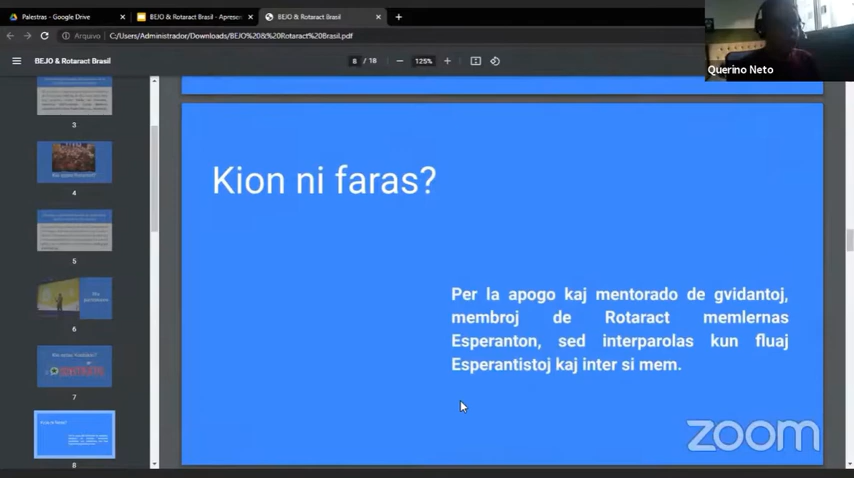 Palestras - Google Drive
BEJO & Rotaract Brasil - Apresen
BEJO & Rotaract Brasil
Arquivo
C:/Users/Administrador/Downloads/BEJO%20&%20Rotaract%20Brasil.pdf
BEJO & Rotaract Brasil
8 / 18
125%
Querino Neto
3
4
5
6
7
8
Kion ni faras?
Per la apogo kaj mentorado de gvidantoj,
membroj de Rotaract memlernas
Esperanton, sed interparolas kun fluaj
Esperantistoj kaj inter si mem.
zoom